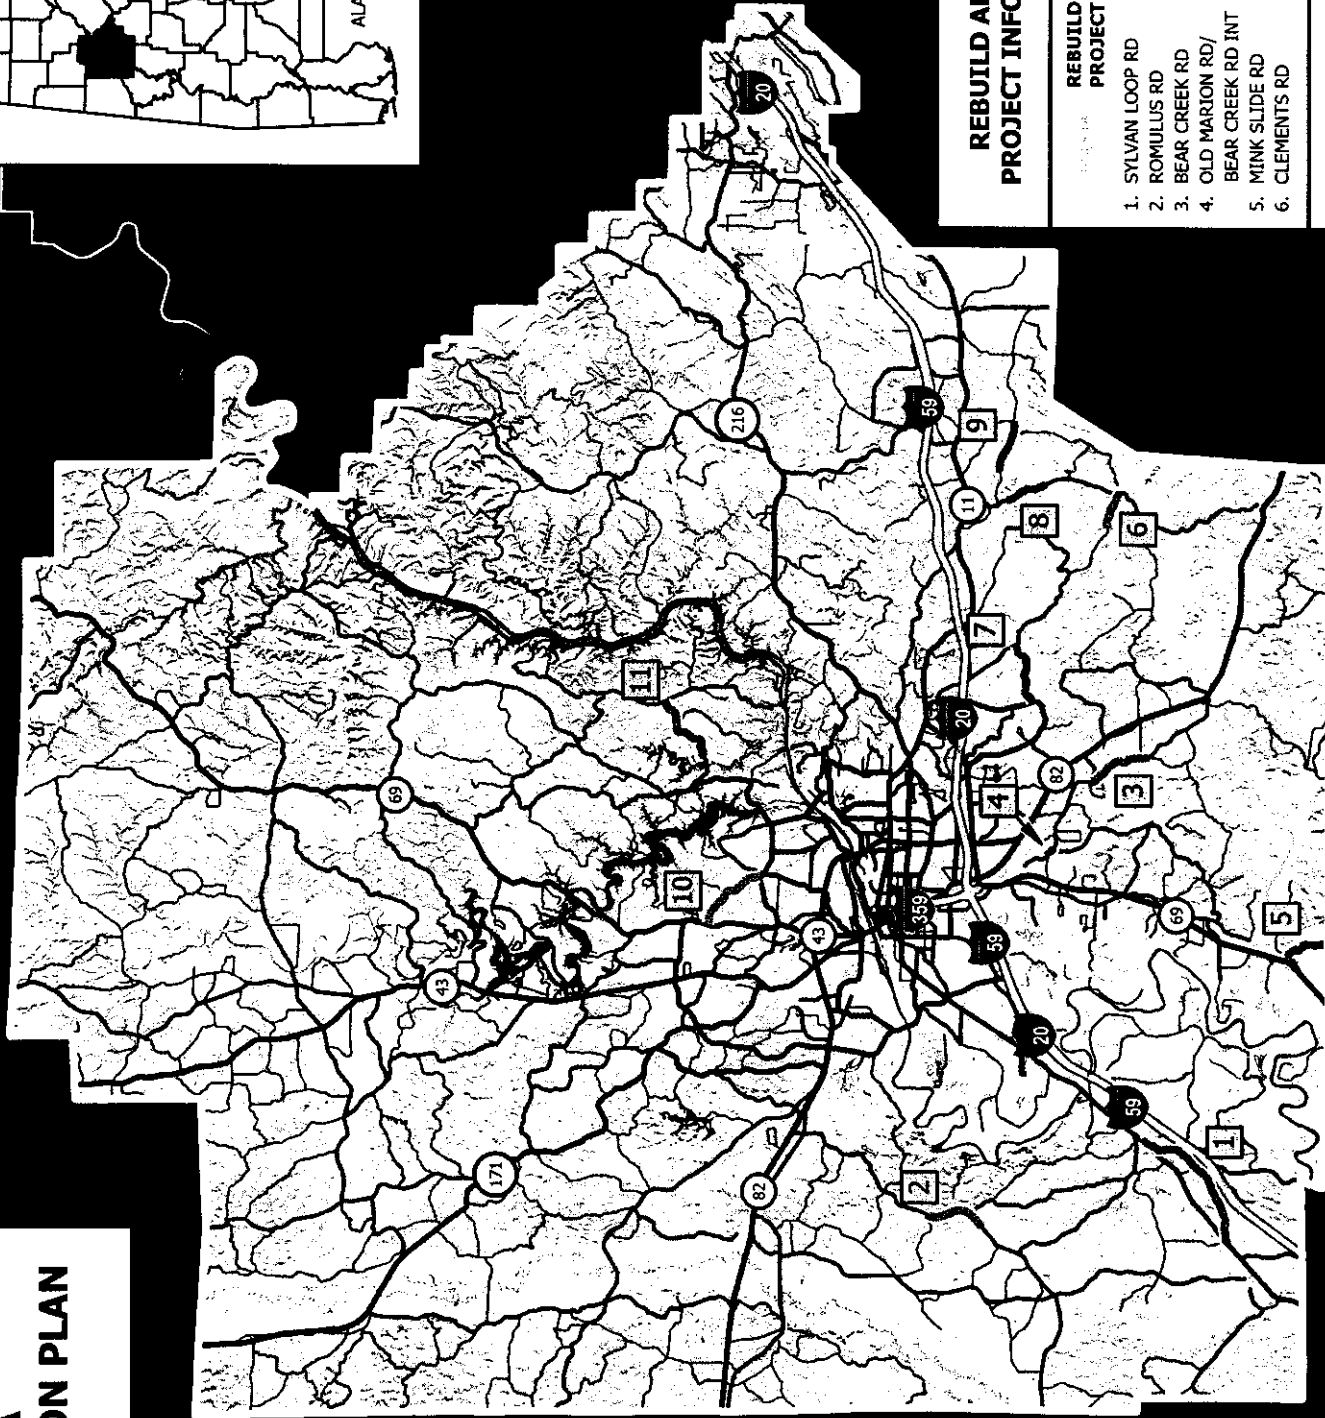 ON PLAN
ALA
REBUILD AL
PROJECT INFO
REBUILD
PROJECT
1. SYLVAN LOOP RD
2. ROMULUS RD
3. BEAR CREEK RD
4. OLD MARION RD/
BEAR CREEK RD INT
5. MINK SLIDE RD
6. CLEMENTS RD
20
216
59
9
11
8
6
7
11
20
69
82
4
3
10
359
43
59
69
5
43
20
59
1
171
82
2